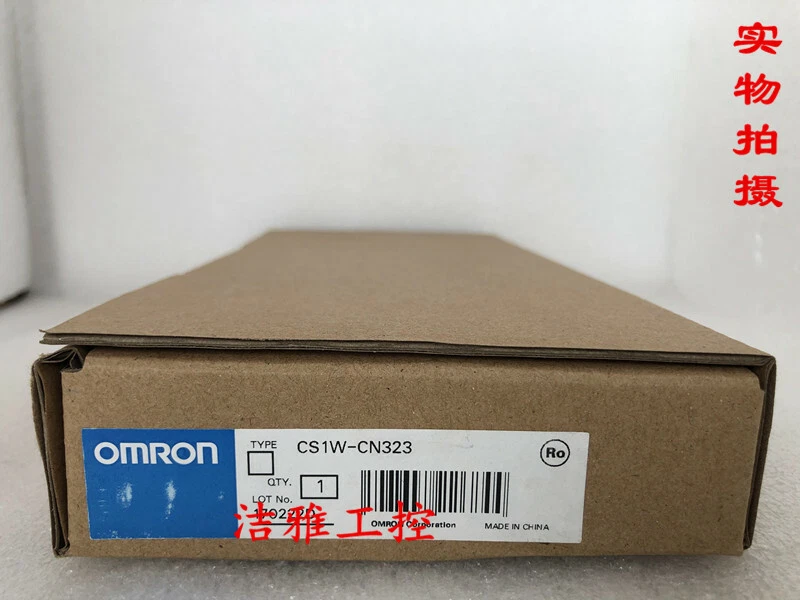 实物拍摄
OMRON
TYPE
CS1W-CN323
Ro
QTY.
1
LOT No.
OMRON Corporation
MADE IN CHINA
洁雅工控